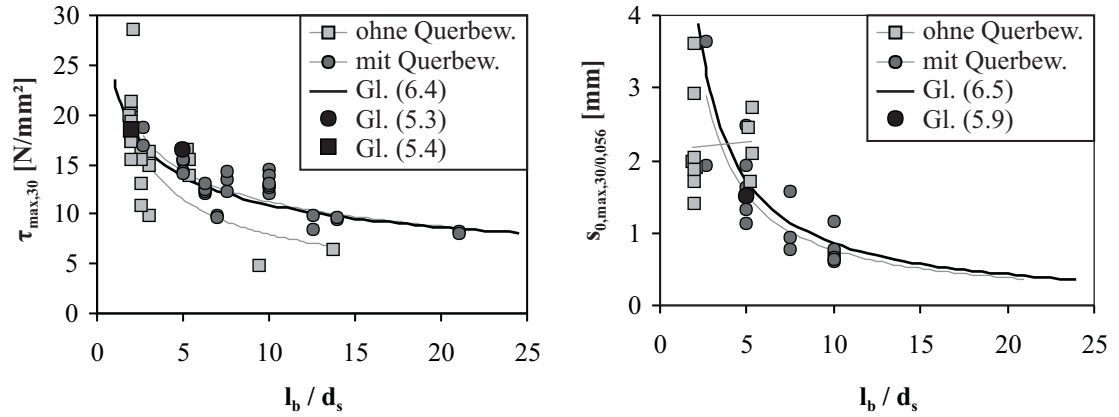 30
25
20
15
10
5
0
τmax,30 [N/mm²]
0 5 10 15 20 25
lb / ds
ohne Querbew.
mit Querbew.
Gl. (6.4)
Gl. (5.3)
Gl. (5.4)
4
3
2
1
0
s0,max,30/0,056 [mm]
0 5 10 15 20 25
lb / ds
ohne Querbew.
mit Querbew.
Gl. (6.5)
Gl. (5.9)